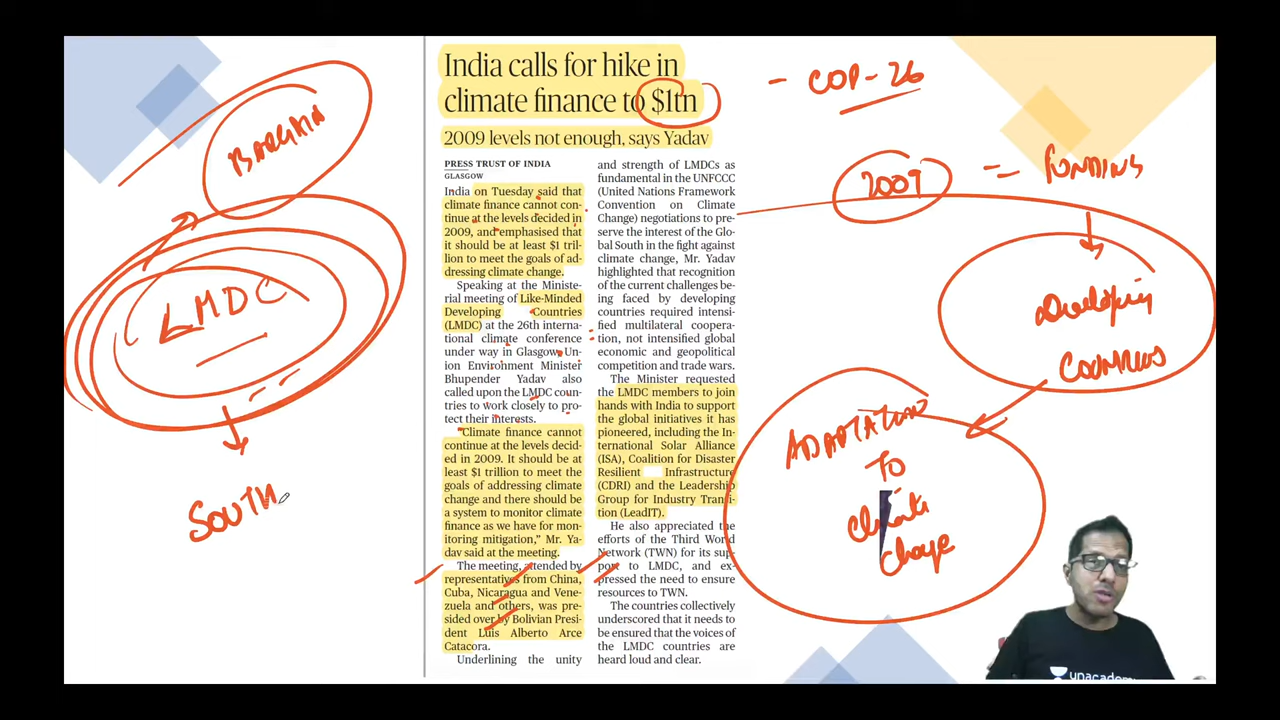 India calls for hike in
climate finance to $1tn
2009 levels not enough, says Yadav
PRESS TRUST OF INDIA
GLASGOW
India on Tuesday said that
climate finance cannot con-
tinue at the levels decided in
2009, and emphasised that
it should be at least $1 tril-
lion to meet the goals of ad-
dressing climate change.
Speaking at the Ministe-
rial meeting of Like-Minded
Developing Countries
(LMDC) at the 26th interna-
tional climate conference
under way in Glasgow, Un-
ion Environment Minister
Bhupender Yadav also
called upon the LMDC coun-
tries to work closely to pro-
tect their interests.
"Climate finance cannot
continue at the levels decid-
ed in 2009. It should be at
least $1 trillion to meet the
goals of addressing climate
change and there should be
a system to monitor climate
finance as we have for mon-
itoring mitigation," Mr. Ya-
dav said at the meeting.
The meeting, attended by
representatives from China,
Cuba, Nicaragua and Vene-
zuela and others, was pre-
sided over by Bolivian Presi-
dent Luis Alberto Arce
Catacora.
Underlining the unity
and strength of LMDCs as
fundamental in the UNFCCC
(United Nations Framework
Convention on Climate
Change) negotiations to pre-
serve the interest of the Glo-
bal South in the fight against
climate change, Mr. Yadav
highlighted that recognition
of the current challenges be-
ing faced by developing
countries required intensi-
fied multilateral coopera-
tion, not intensified global
economic and geopolitical
competition and trade wars.
The Minister requested
the LMDC members to join
hands with India to support
the global initiatives it has
pioneered, including the In-
ternational Solar Alliance
(ISA), Coalition for Disaster
Resilient Infrastructure
(CDRI) and the Leadership
Group for Industry Transi-
tion (LeadIT).
He also appreciated the
efforts of the Third World
Network (TWN) for its sup-
port to LMDC, and ex-
pressed the need to ensure
resources to TWN.
The countries collectively
underscored that it needs to
be ensured that the voices of
the LMDC countries are
heard loud and clear.
BARGAIN
LMDC
SOUTH
- COP-26
2009 = FUNDING
Developing
COUNTRIES
ADAPTATION
TO
Climate
Change
unacademy